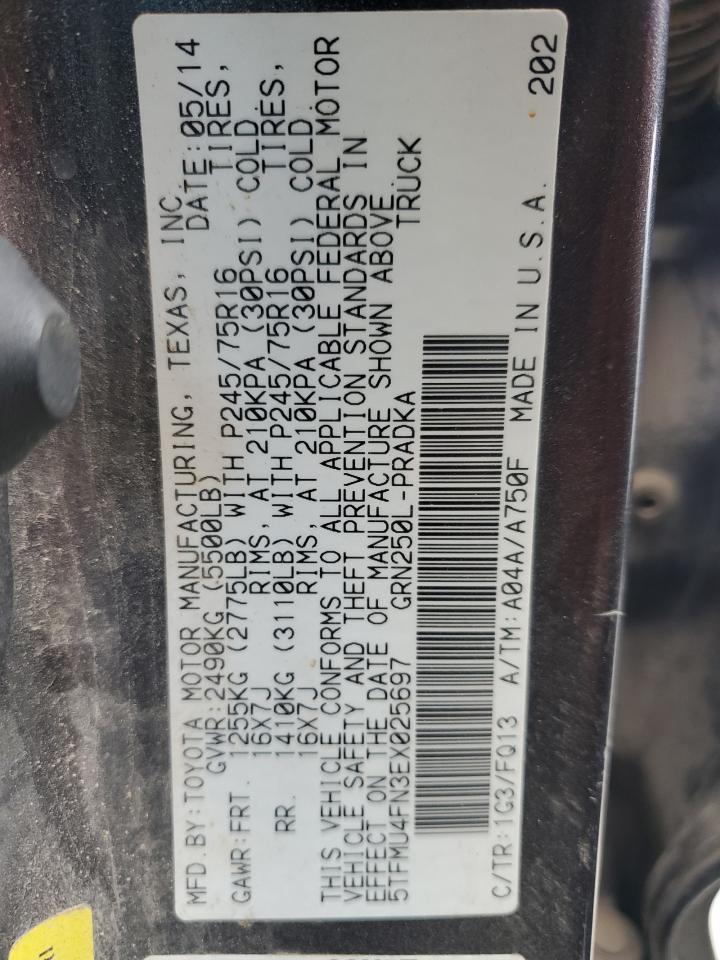 MFD.BY:TOYOTA MOTOR MANUFACTURING, TEXAS, INC.
GVWR:2490KG (5500LB) DATE:05/14
GAWR:FRT. 1255KG (2775LB) WITH P245/75R16 TIRES,
16X7J RIMS, AT 210KPA (30PSI) COLD
RR. 1410KG (3110LB) WITH P245/75R16 TIRES,
16X7J RIMS, AT 210KPA (30PSI) COLD
THIS VEHICLE CONFORMS TO ALL APPLICABLE FEDERAL MOTOR
VEHICLE SAFETY AND THEFT PREVENTION STANDARDS IN
EFFECT ON THE DATE OF MANUFACTURE SHOWN ABOVE.
5TFMU4FN3EX025697 GRN250L-PRADKA TRUCK
C/TR:1G3/FQ13 A/TM:A04A/A750F MADE IN U.S.A. 202